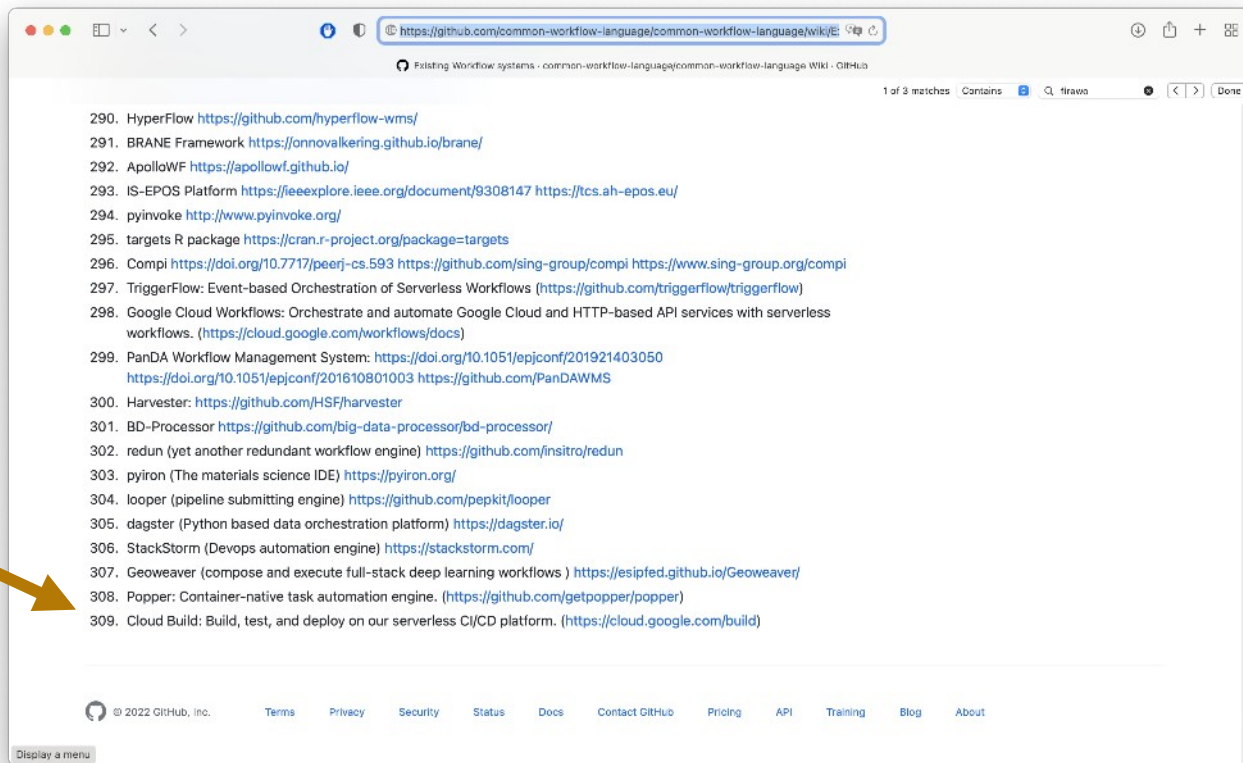 https://github.com/common-workflow-language/common-workflow-language/wiki/E
Existing Workflow systems · common-workflow-language/common-workflow-language Wiki · GitHub
1 of 3 matches Contains firawo Done
290. HyperFlow https://github.com/hyperflow-wms/
291. BRANE Framework https://onnovalkering.github.io/brane/
292. ApolloWF https://apollowf.github.io/
293. IS-EPOS Platform https://ieeexplore.ieee.org/document/9308147 https://tcs.ah-epos.eu/
294. pyinvoke http://www.pyinvoke.org/
295. targets R package https://cran.r-project.org/package=targets
296. Compi https://doi.org/10.7717/peerj-cs.593 https://github.com/sing-group/compi https://www.sing-group.org/compi
297. TriggerFlow: Event-based Orchestration of Serverless Workflows (https://github.com/triggerflow/triggerflow)
298. Google Cloud Workflows: Orchestrate and automate Google Cloud and HTTP-based API services with serverless
workflows. (https://cloud.google.com/workflows/docs)
299. PanDA Workflow Management System: https://doi.org/10.1051/epjconf/201921403050
https://doi.org/10.1051/epjconf/201610801003 https://github.com/PanDAWMS
300. Harvester: https://github.com/HSF/harvester
301. BD-Processor https://github.com/big-data-processor/bd-processor/
302. redun (yet another redundant workflow engine) https://github.com/insitro/redun
303. pyiron (The materials science IDE) https://pyiron.org/
304. looper (pipeline submitting engine) https://github.com/pepkit/looper
305. dagster (Python based data orchestration platform) https://dagster.io/
306. StackStorm (Devops automation engine) https://stackstorm.com/
307. Geoweaver (compose and execute full-stack deep learning workflows ) https://esipfed.github.io/Geoweaver/
308. Popper: Container-native task automation engine. (https://github.com/getpopper/popper)
309. Cloud Build: Build, test, and deploy on our serverless CI/CD platform. (https://cloud.google.com/build)
© 2022 GitHub, Inc. Terms Privacy Security Status Docs Contact GitHub Pricing API Training Blog About
Display a menu